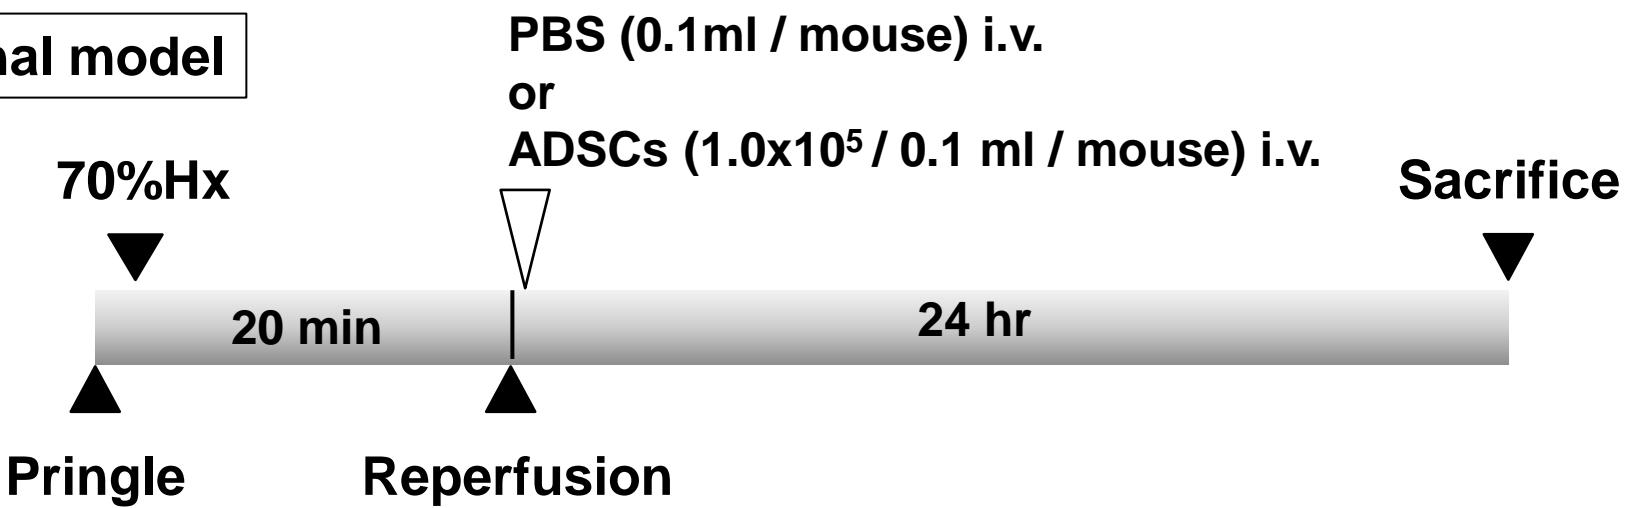 nal model
PBS (0.1ml / mouse) i.v.
or
ADSCs (1.0x10⁵ / 0.1 ml / mouse) i.v.
70%Hx
Sacrifice
20 min
24 hr
Pringle
Reperfusion